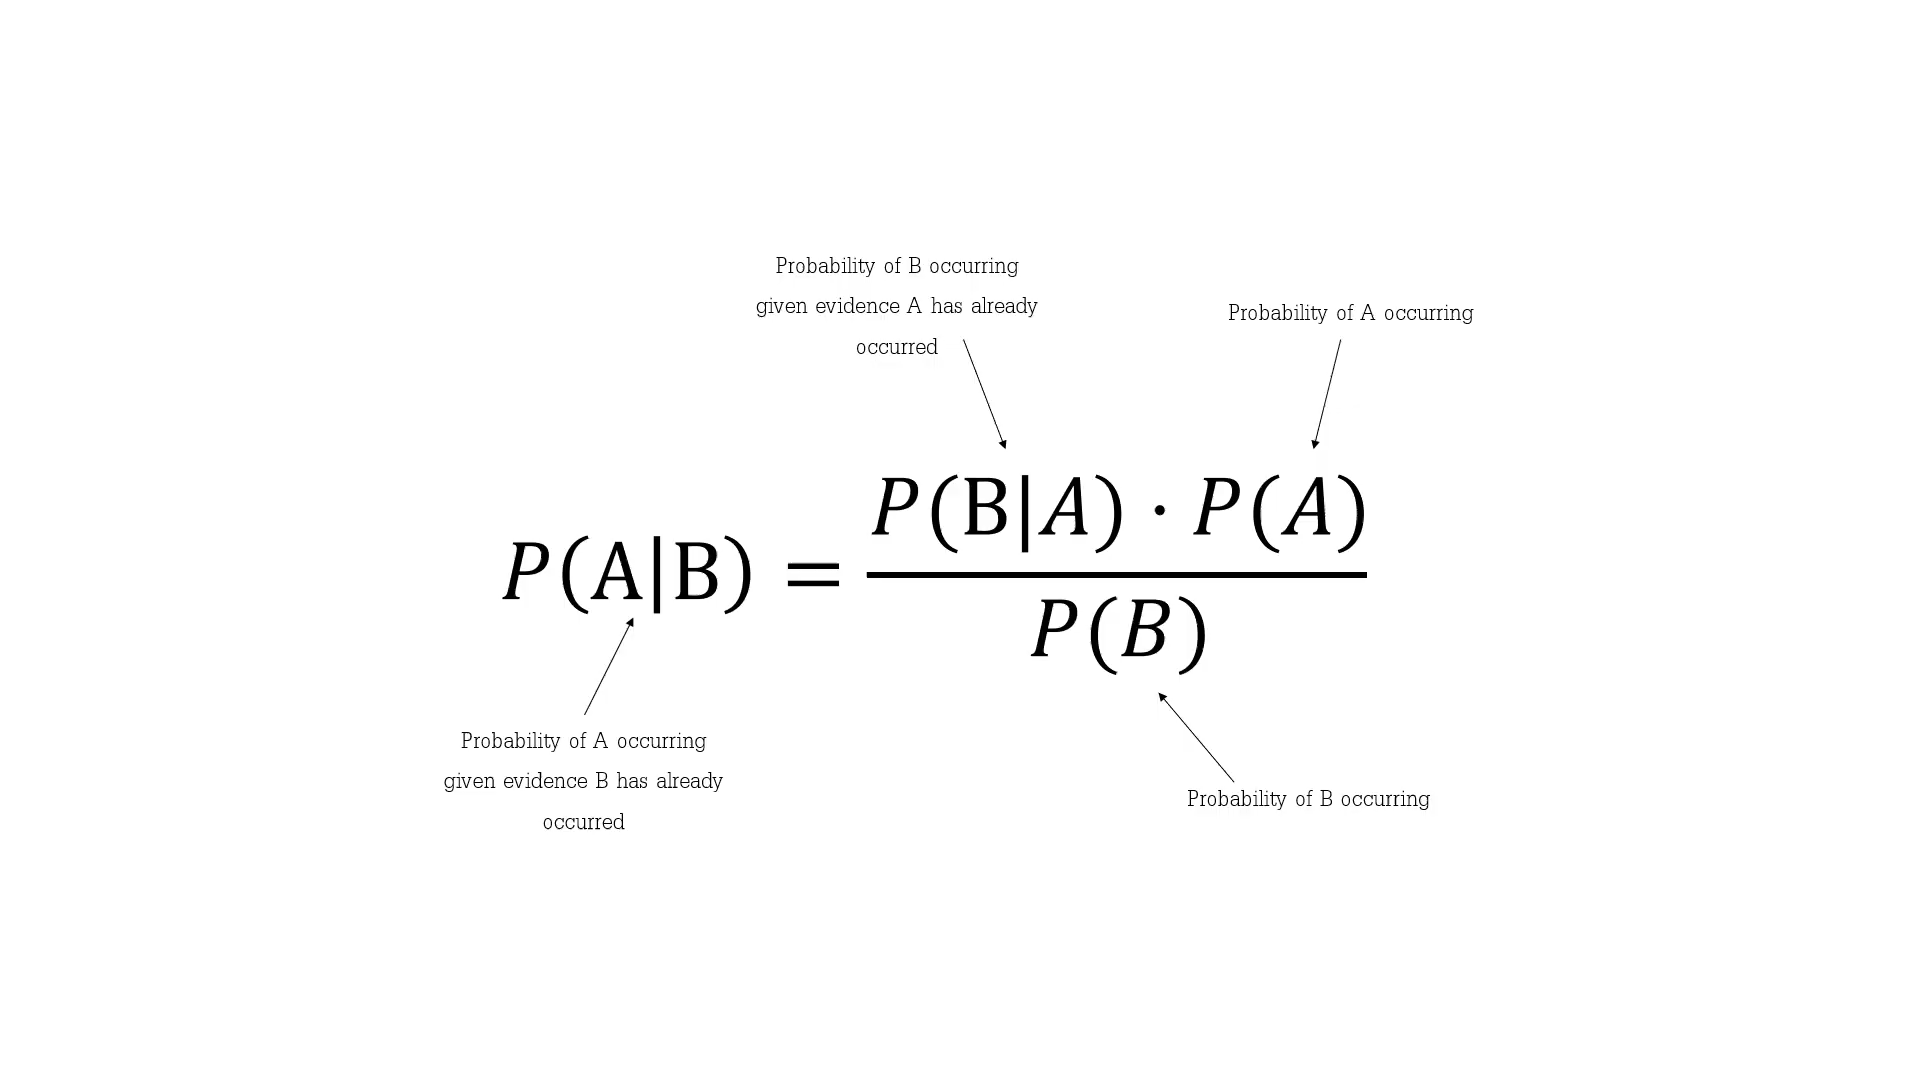 Probability of B occurring
given evidence A has already
occurred
Probability of A occurring
P(A|B) = P(B|A) · P(A)
P(B)
Probability of A occurring
given evidence B has already
occurred
Probability of B occurring